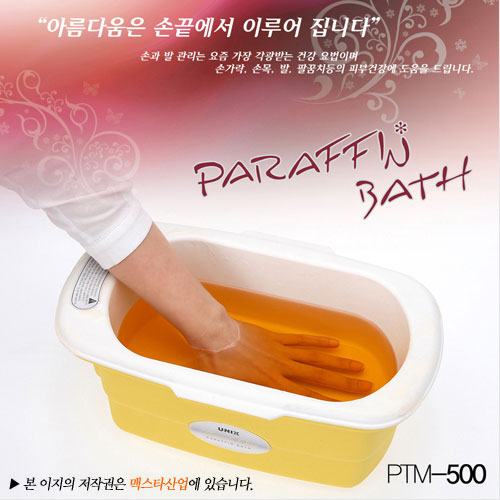 “아름다움은 손끝에서 이루어 집니다”
손과 발 관리는 요즘 가장 각광받는 건강 요법이며
손가락, 손목, 발, 팔꿈치등의 피부건강에 도움을 드립니다.
PARAFFIN
BATH
UNIX
PARAFFIN BATH
▶ 본 이지의 저작권은 맥스타산업에 있습니다.
PTM-500